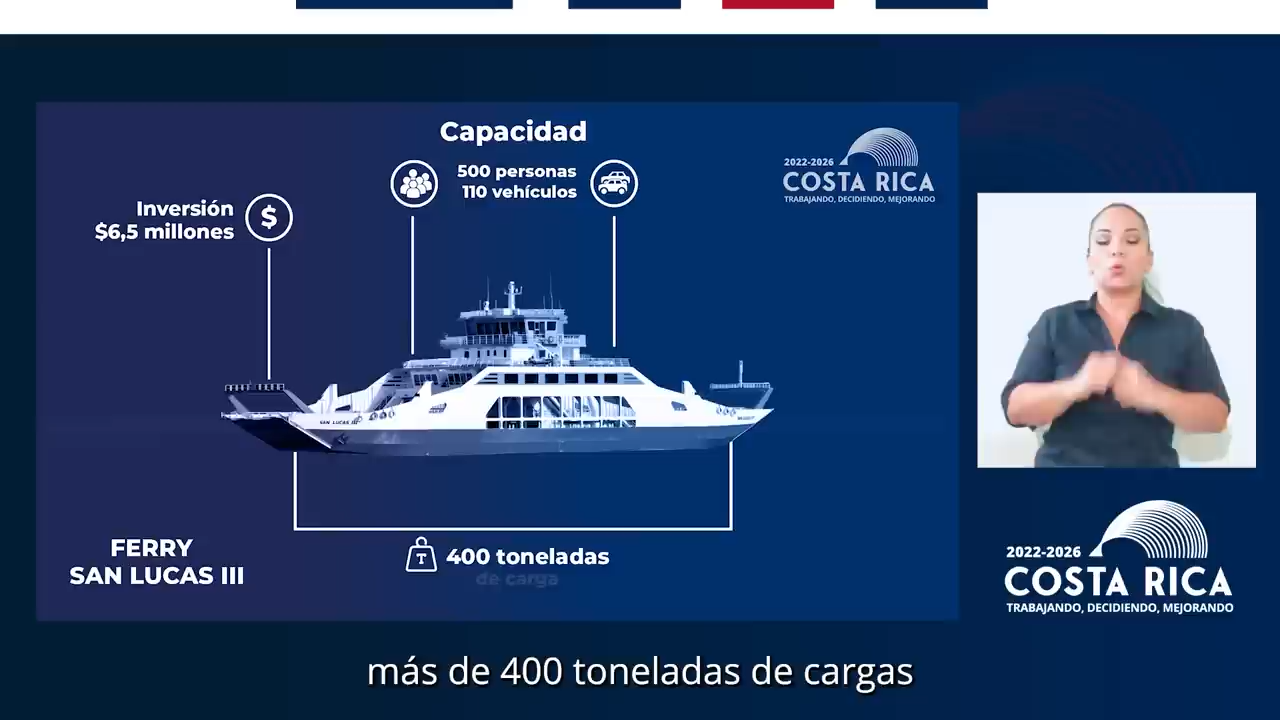 Capacidad
500 personas
110 vehículos
Inversión
$6,5 millones
$
2022-2026
COSTA RICA
TRABAJANDO, DECIDIENDO, MEJORANDO
SAN LUCAS III
FERRY
SAN LUCAS III
T
400 toneladas
de carga
2022-2026
COSTA RICA
TRABAJANDO, DECIDIENDO, MEJORANDO
más de 400 toneladas de cargas